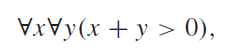 ∀x∀y(x + y > 0),